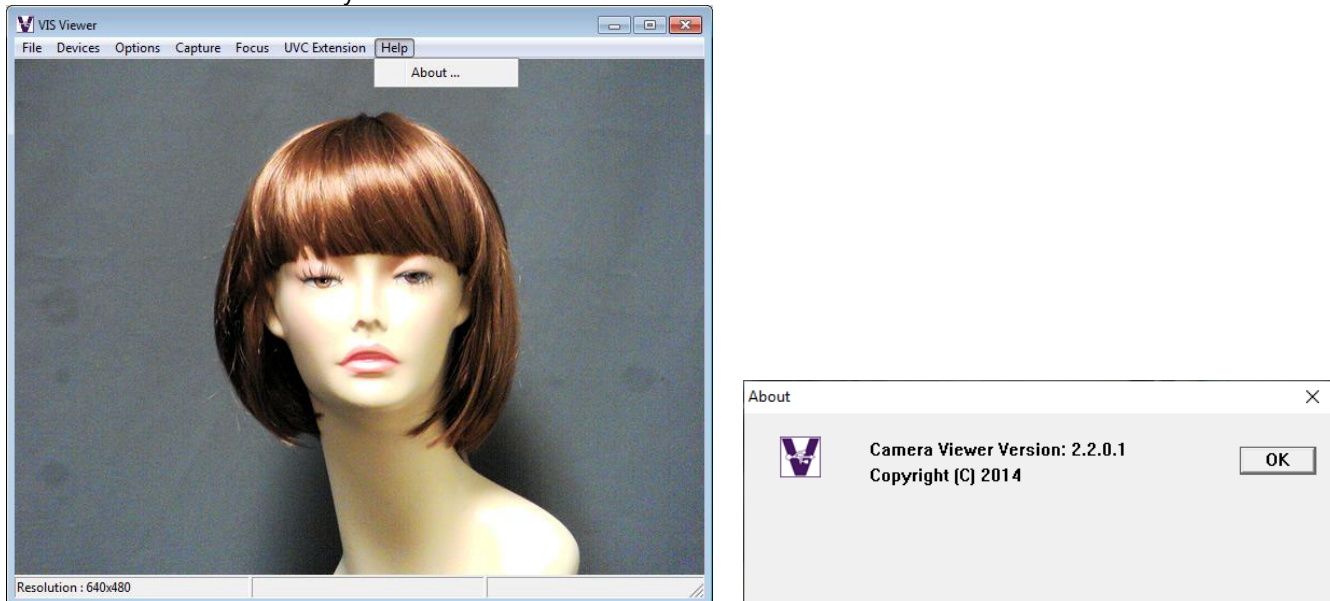 VIS Viewer
File Devices Options Capture Focus UVC Extension Help
About ...
Resolution : 640x480
About
Camera Viewer Version: 2.2.0.1
Copyright (C) 2014
OK